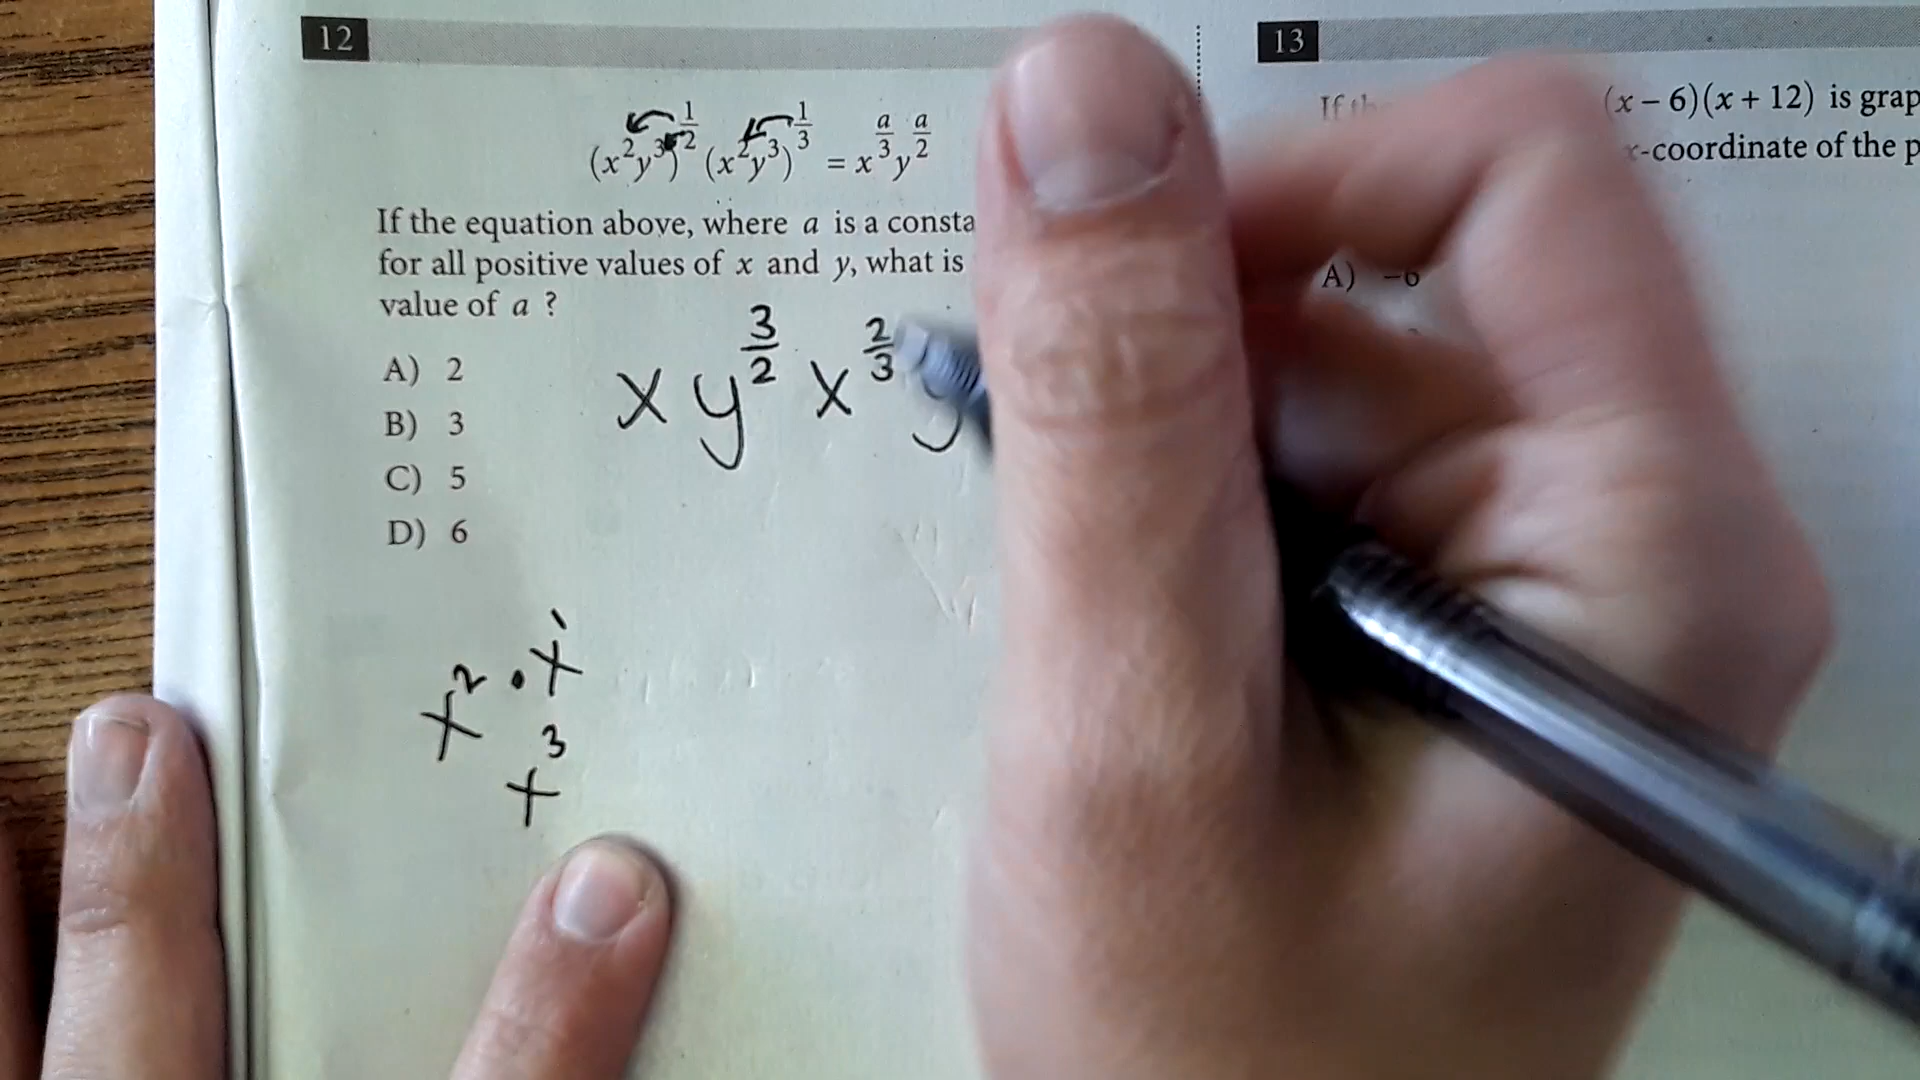 12
(x²y³)^{1/2} (x²y³)^{1/3} = x^{a/3} y^{a/2}
If the equation above, where a is a
for all positive values of x and y, what is
value of a ?
A) 2
B) 3
C) 5
D) 6
x y^{3/2} x^{2/3} y
x² · x¹
x³
13
If
(x – 6)(x + 12) is
-coordinate of the
A) –6